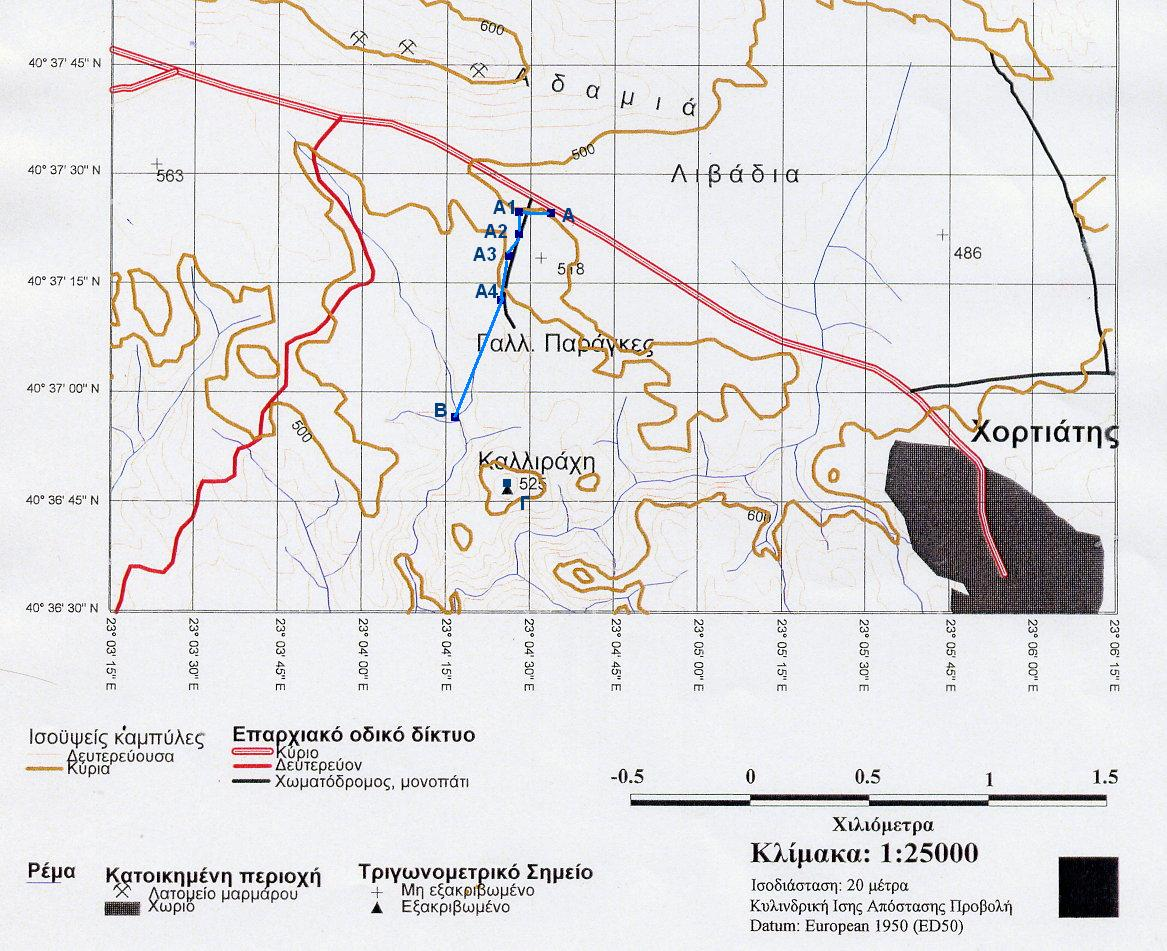 600
40° 37' 45" N
Α δ α μ ι ά
500
40° 37' 30" N
563
Λιβάδια
Α1
Α
Α2
Α3
518
486
40° 37' 15" N
Α4
Γαλλ. Παράγκες
40° 37' 00" N
Β
500
Χορτιάτης
Καλλιράχη
525
Γ
40° 36' 45" N
600
40° 36' 30" N
23° 03' 15" E
23° 03' 30" E
23° 03' 45" E
23° 04' 00" E
23° 04' 15" E
23° 04' 30" E
23° 04' 45" E
23° 05' 00" E
23° 05' 15" E
23° 05' 30" E
23° 05' 45" E
23° 06' 00" E
23° 06' 15" E
Ισοϋψείς καμπύλες
Δευτερεύουσα
Κύρια
Επαρχιακό οδικό δίκτυο
Κύριο
Δεύτερεύον
Χωματόδρομος, μονοπάτι
-0.5 0 0.5 1 1.5
Χιλιόμετρα
Κλίμακα: 1:25000
Ισοδιάσταση: 20 μέτρα
Κυλινδρική Ισης Απόστασης Προβολή
Datum: European 1950 (ED50)
Ρέμα
Κατοικημένη περιοχή
Λατομείο μαρμάρου
Χωριό
Τριγωνομετρικό Σημείο
Μη εξακριβωμένο
Εξακριβωμένο